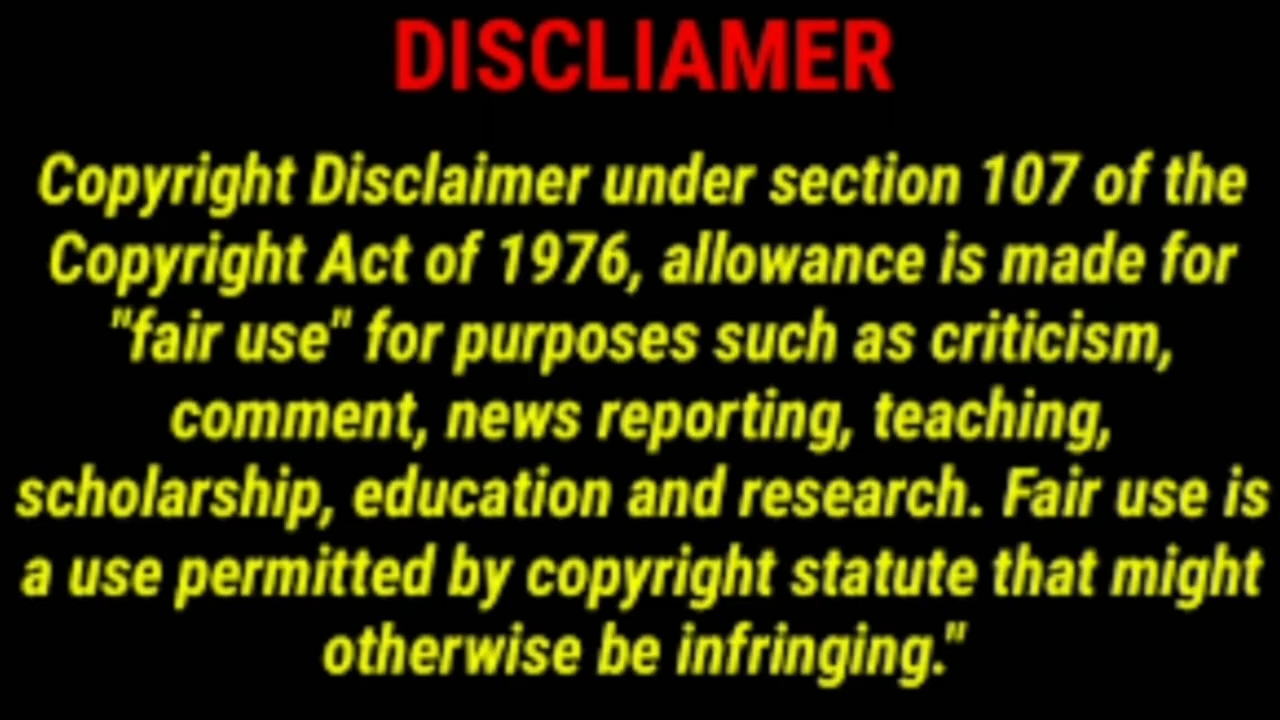 DISCLIAMER
Copyright Disclaimer under section 107 of the
Copyright Act of 1976, allowance is made for
"fair use" for purposes such as criticism,
comment, news reporting, teaching,
scholarship, education and research. Fair use is
a use permitted by copyright statute that might
otherwise be infringing."